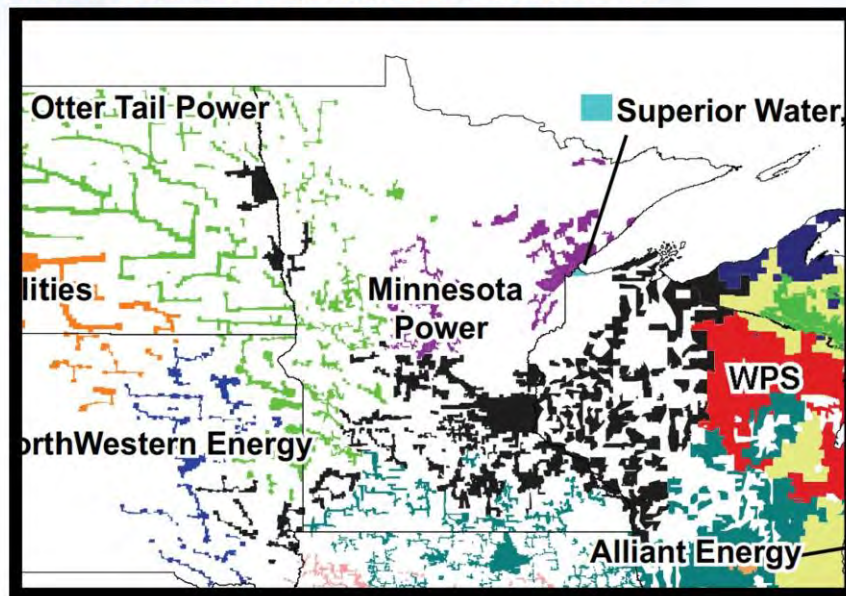 Otter Tail Power
Superior Water,
lities
Minnesota
Power
WPS
orthWestern Energy
Alliant Energy